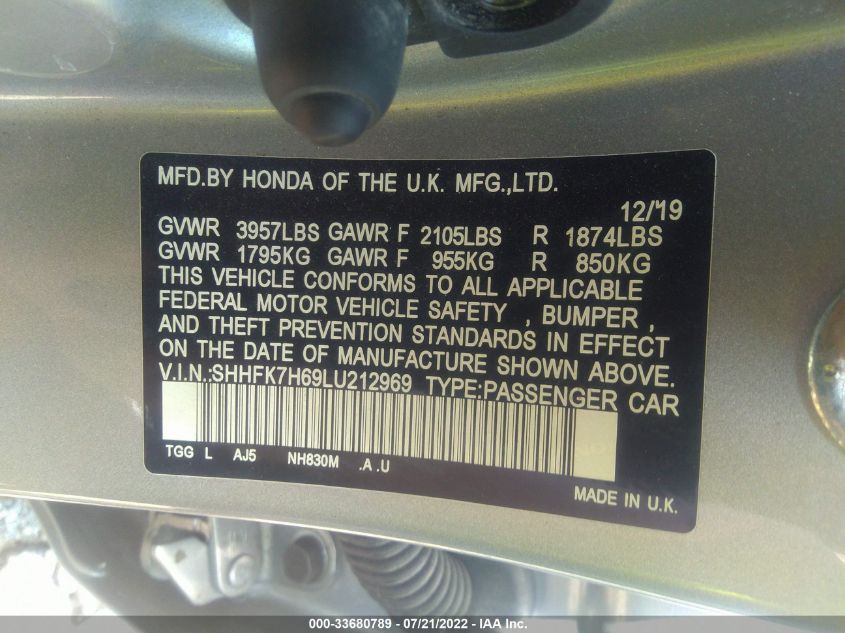 MFD.BY HONDA OF THE U.K. MFG.,LTD.
12/'19
GVWR 3957LBS GAWR F 2105LBS R 1874LBS
GVWR 1795KG GAWR F 955KG R 850KG
THIS VEHICLE CONFORMS TO ALL APPLICABLE
FEDERAL MOTOR VEHICLE SAFETY , BUMPER ,
AND THEFT PREVENTION STANDARDS IN EFFECT
ON THE DATE OF MANUFACTURE SHOWN ABOVE.
V.I.N.:SHHFK7H69LU212969 TYPE:PASSENGER CAR
TGG L AJ5 NH830M .A .U
MADE IN U.K.
000-33680789 - 07/21/2022 - IAA Inc.